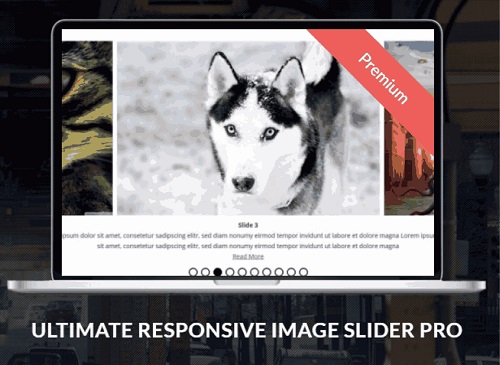 Premium
Slide 3
ipsum dolor sit amet, consetetur sadipscing elitr, sed diam nonumy eirmod tempor invidunt ut labore et dolore magna Lorem ipsu
sit amet, consetetur sadipscing elitr, sed diam nonumy eirmod tempor invidunt ut labore et dolore magna
Read More
ULTIMATE RESPONSIVE IMAGE SLIDER PRO